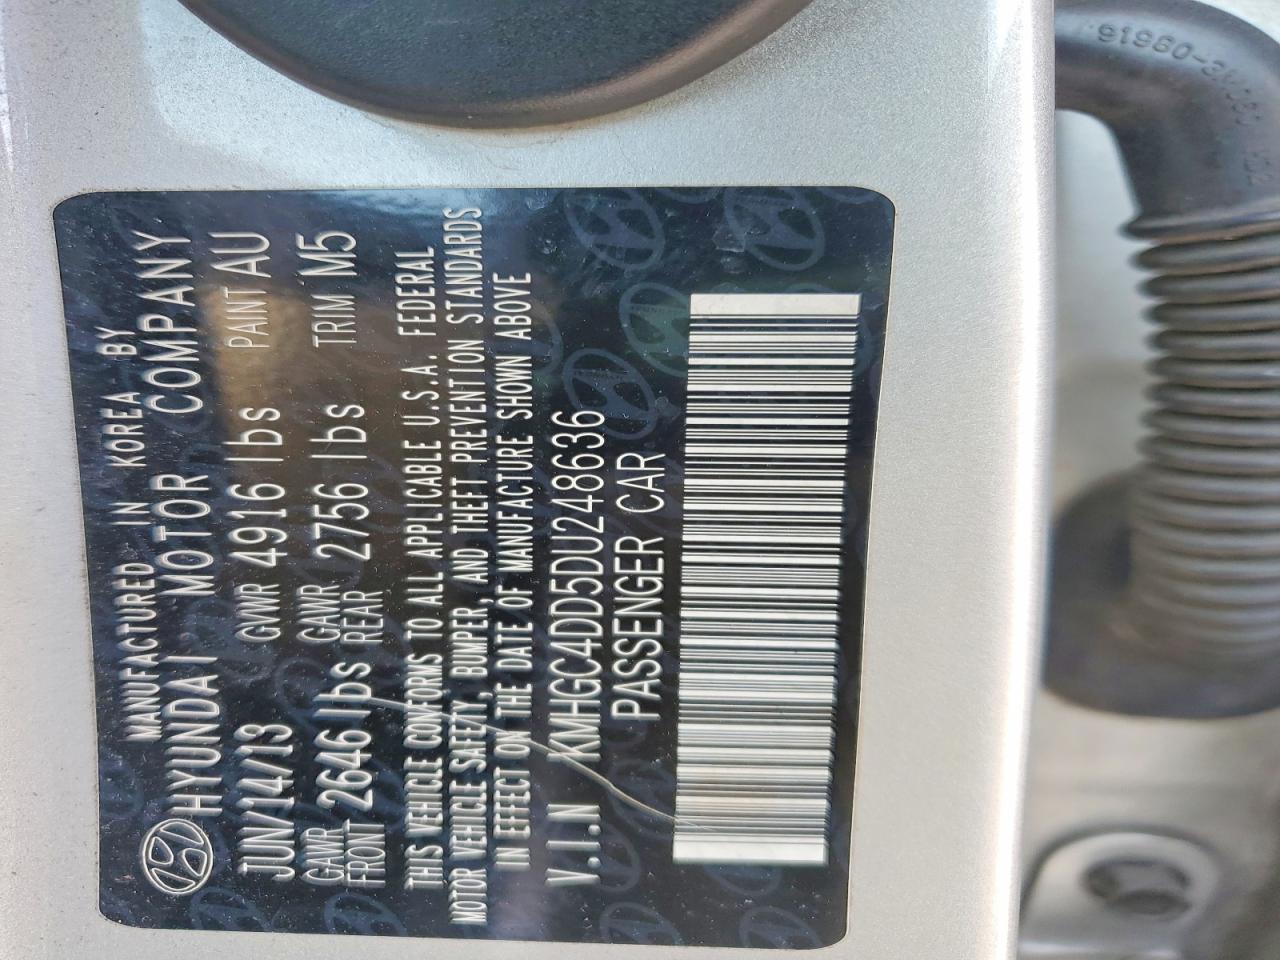 MANUFACTURED IN KOREA BY
HYUNDAI MOTOR COMPANY
JUN/14/13 GVWR 4916 lbs PAINT AU
GAWR FRONT 2646 lbs GAWR REAR 2756 lbs TRIM M5
THIS VEHICLE CONFORMS TO ALL APPLICABLE U.S.A. FEDERAL
MOTOR VEHICLE SAFETY, BUMPER, AND THEFT PREVENTION STANDARDS
IN EFFECT ON THE DATE OF MANUFACTURE SHOWN ABOVE
V.I.N KMHGC4DD5DU248636
PASSENGER CAR